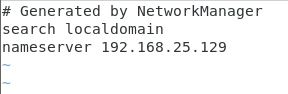 # Generated by NetworkManager
search localdomain
nameserver 192.168.25.129
~
~